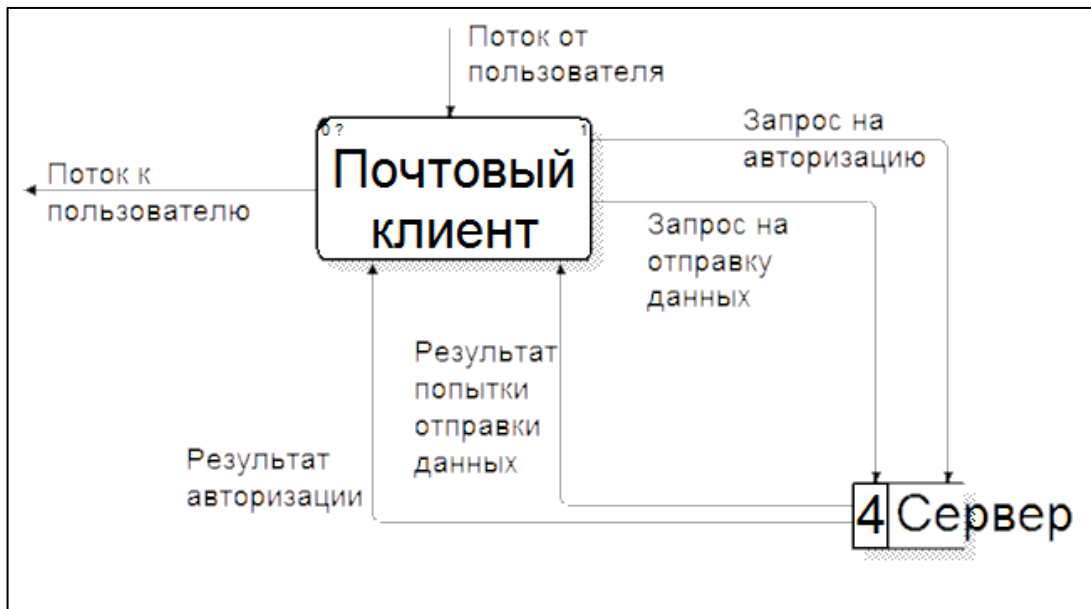 Поток от
пользователя
0 ?
1
Почтовый
клиент
Поток к
пользователю
Запрос на
авторизацию
Запрос на
отправку
данных
Результат
попытки
отправки
данных
Результат
авторизации
4 Сервер